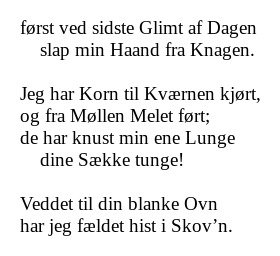 først ved sidste Glimt af Dagen
slap min Haand fra Knagen.
Jeg har Korn til Kværnen kjørt,
og fra Møllen Melet ført;
de har knust min ene Lunge
dine Sække tunge!
Veddet til din blanke Ovn
har jeg fældet hist i Skov’n.